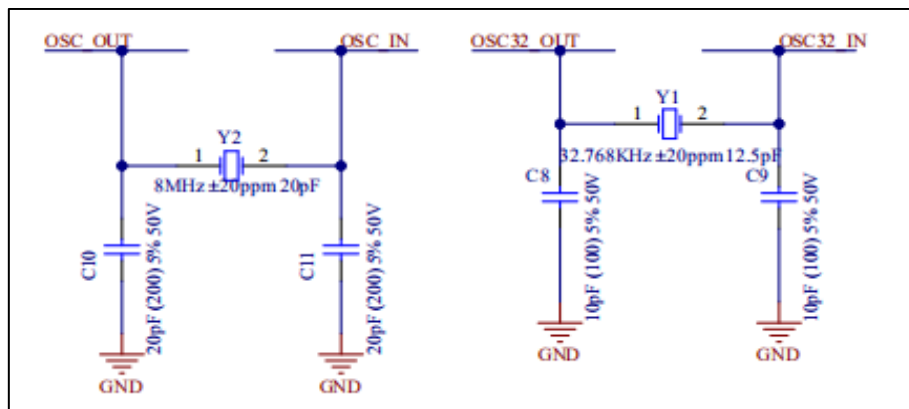 OSC_OUT
OSC_IN
Y2
1
2
8MHz ±20ppm 20pF
C10
20pF (200) 5% 50V
C11
20pF (200) 5% 50V
GND
GND
OSC32_OUT
OSC32_IN
Y1
1
2
32.768KHz ±20ppm 12.5pF
C8
10pF (100) 5% 50V
C9
10pF (100) 5% 50V
GND
GND